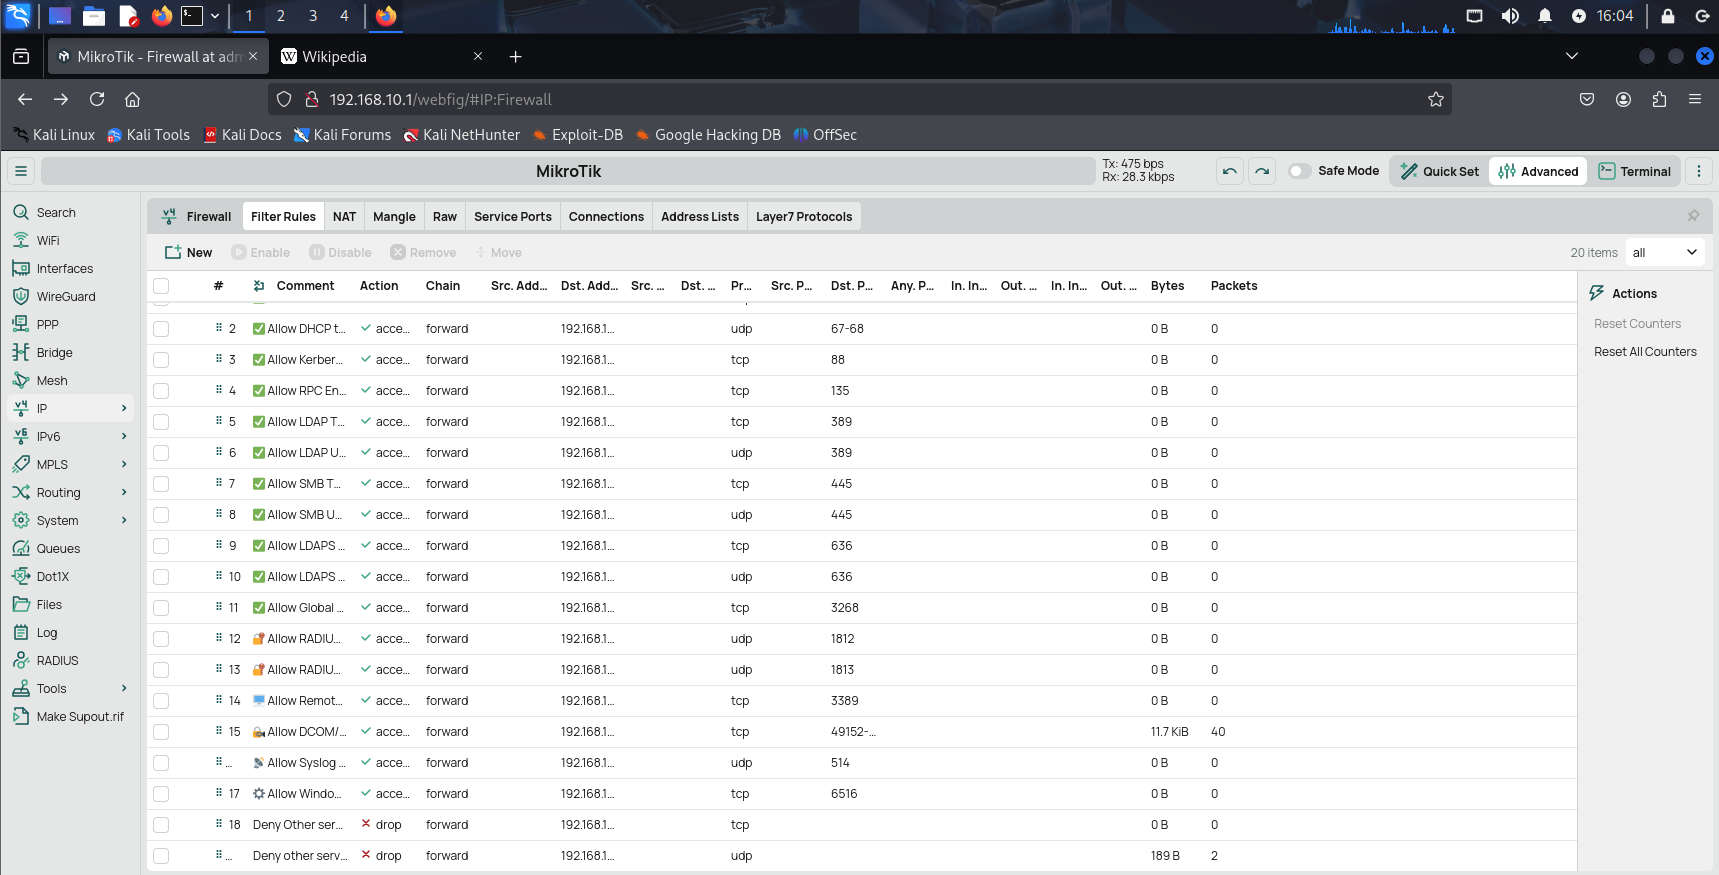 1 2 3 4 16:04
MikroTik - Firewall at adm Wikipedia
192.168.10.1/webfig/#IP:Firewall
Kali Linux Kali Tools Kali Docs Kali Forums Kali NetHunter Exploit-DB Google Hacking DB OffSec
MikroTik Tx: 475 bps Rx: 28.3 kbps Safe Mode Quick Set Advanced Terminal
Search
WiFi
Interfaces
WireGuard
PPP
Bridge
Mesh
IP
IPv6
MPLS
Routing
System
Queues
Dot1X
Files
Log
RADIUS
Tools
Make Supout.rif
Firewall Filter Rules NAT Mangle Raw Service Ports Connections Address Lists Layer7 Protocols
New Enable Disable Remove Move 20 items all
# Comment Action Chain Src. Add... Dst. Add... Src. ... Dst. ... Pr... Src. P... Dst. P... Any. P... In. In... Out. ... In. In... Out. ... Bytes Packets
2 ✅ Allow DHCP t... acce... forward 192.168.1... udp 67-68 0 B 0
3 ✅ Allow Kerber... acce... forward 192.168.1... tcp 88 0 B 0
4 ✅ Allow RPC En... acce... forward 192.168.1... tcp 135 0 B 0
5 ✅ Allow LDAP T... acce... forward 192.168.1... tcp 389 0 B 0
6 ✅ Allow LDAP U... acce... forward 192.168.1... udp 389 0 B 0
7 ✅ Allow SMB T... acce... forward 192.168.1... tcp 445 0 B 0
8 ✅ Allow SMB U... acce... forward 192.168.1... udp 445 0 B 0
9 ✅ Allow LDAPS ... acce... forward 192.168.1... tcp 636 0 B 0
10 ✅ Allow LDAPS ... acce... forward 192.168.1... udp 636 0 B 0
11 ✅ Allow Global ... acce... forward 192.168.1... tcp 3268 0 B 0
12 🔐 Allow RADIU... acce... forward 192.168.1... udp 1812 0 B 0
13 🔐 Allow RADIU... acce... forward 192.168.1... udp 1813 0 B 0
14 🖥️ Allow Remot... acce... forward 192.168.1... tcp 3389 0 B 0
15 Allow DCOM/... acce... forward 192.168.1... tcp 49152-... 11.7 KiB 40
... 📡 Allow Syslog ... acce... forward 192.168.1... udp 514 0 B 0
17 ⚙️ Allow Windo... acce... forward 192.168.1... tcp 6516 0 B 0
18 Deny Other ser... drop forward 192.168.1... tcp 0 B 0
... Deny other serv... drop forward 192.168.1... udp 189 B 2
Actions
Reset Counters
Reset All Counters